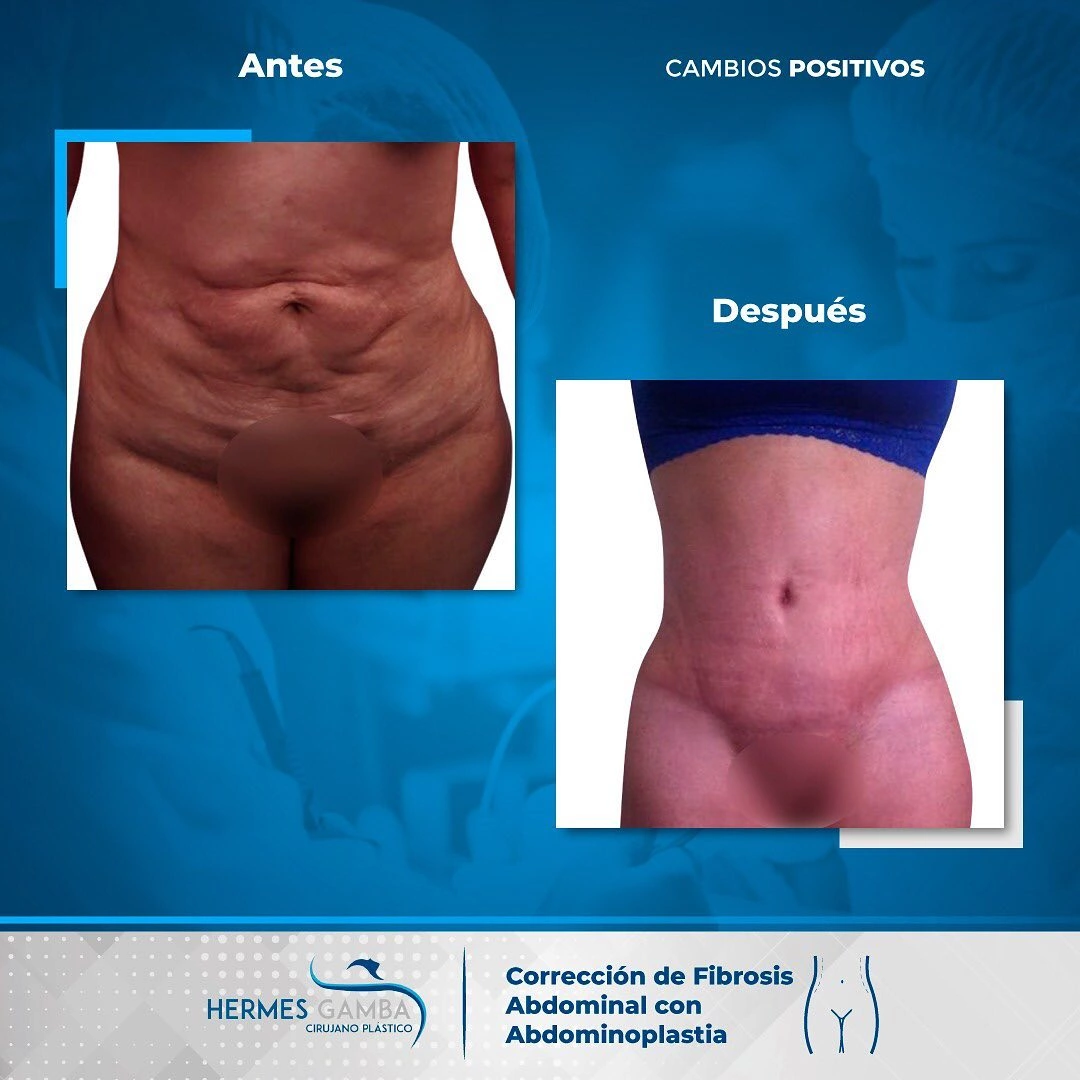 Antes
CAMBIOS POSITIVOS
Después
HERMES GAMBA
CIRUJANO PLÁSTICO
Corrección de Fibrosis
Abdominal con
Abdominoplastia